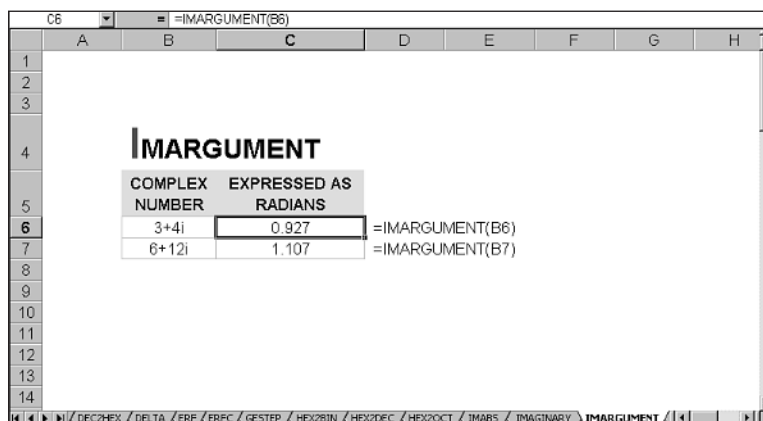 C6 = =IMARGUMENT(B6)
A B C D E F G H
1
2
3
4 IMARGUMENT
COMPLEX EXPRESSED AS
5 NUMBER RADIANS
6 3+4i 0.927 =IMARGUMENT(B6)
7 6+12i 1.107 =IMARGUMENT(B7)
8
9
10
11
12
13
14
DEC2HEX / DELTA / ERF / ERFC / GESTEP / HEX2BIN / HEX2DEC / HEX2OCT / IMABS / IMAGINARY \ IMARGUMENT /